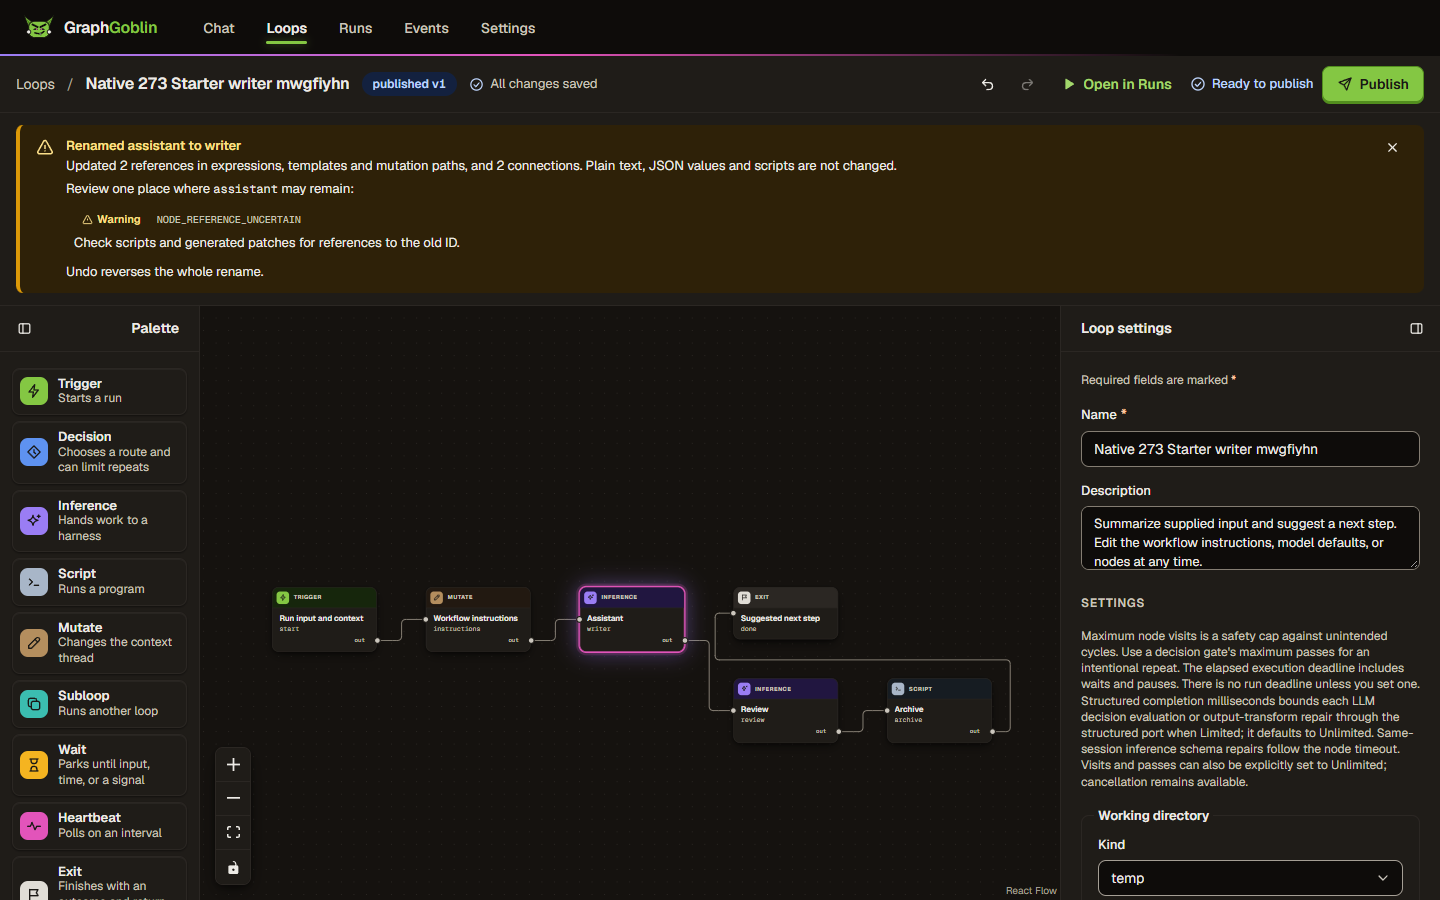 GraphGoblin
Chat
Loops
Runs
Events
Settings
Loops / Native 273 Starter writer mwgfiyhn
published v1
All changes saved
Open in Runs
Ready to publish
Publish
Renamed assistant to writer
Updated 2 references in expressions, templates and mutation paths, and 2 connections. Plain text, JSON values and scripts are not changed.
Review one place where assistant may remain:
Warning NODE_REFERENCE_UNCERTAIN
Check scripts and generated patches for references to the old ID.
Undo reverses the whole rename.
Palette
Trigger
Starts a run
Decision
Chooses a route and
can limit repeats
Inference
Hands work to a
harness
Script
Runs a program
Mutate
Changes the context
thread
Subloop
Runs another loop
Wait
Parks until input,
time, or a signal
Heartbeat
Polls on an interval
Exit
Finishes with an
TRIGGER
Run input and context
start
out
MUTATE
Workflow instructions
instructions
out
INFERENCE
Assistant
writer
out
EXIT
Suggested next step
done
INFERENCE
Review
review
out
SCRIPT
Archive
archive
out
React Flow
Loop settings
Required fields are marked *
Name *
Native 273 Starter writer mwgfiyhn
Description
Summarize supplied input and suggest a next step.
Edit the workflow instructions, model defaults, or
nodes at any time.
SETTINGS
Maximum node visits is a safety cap against unintended
cycles. Use a decision gate's maximum passes for an
intentional repeat. The elapsed execution deadline includes
waits and pauses. There is no run deadline unless you set one.
Structured completion milliseconds bounds each LLM
decision evaluation or output-transform repair through the
structured port when Limited; it defaults to Unlimited. Same-
session inference schema repairs follow the node timeout.
Visits and passes can also be explicitly set to Unlimited;
cancellation remains available.
Working directory
Kind
temp